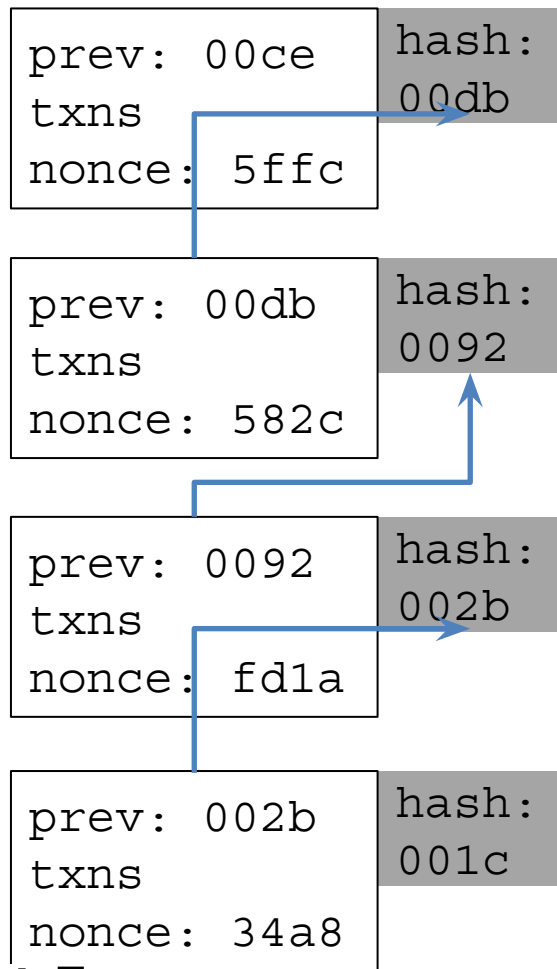 prev: 00ce
txns
nonce: 5ffc
hash:
00db
prev: 00db
txns
nonce: 582c
hash:
0092
prev: 0092
txns
nonce: fd1a
hash:
002b
prev: 002b
txns
nonce: 34a8
hash:
001c